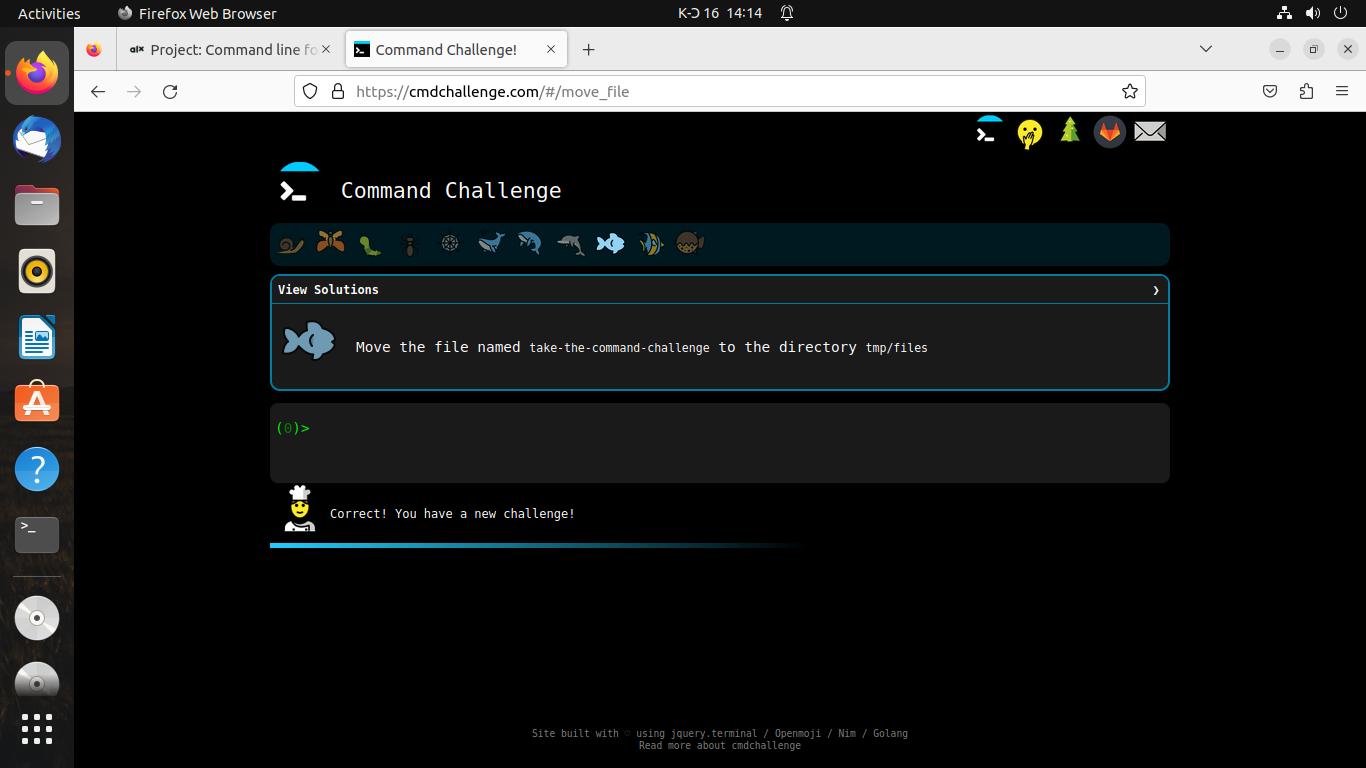 Activities
Firefox Web Browser
К-Ɔ 16 14:14
alx Project: Command line fo
Command Challenge!
https://cmdchallenge.com/#/move_file
Command Challenge
View Solutions
Move the file named take-the-command-challenge to the directory tmp/files
(0)>
Correct! You have a new challenge!
Site built with ♡ using jquery.terminal / Openmoji / Nim / Golang
Read more about cmdchallenge